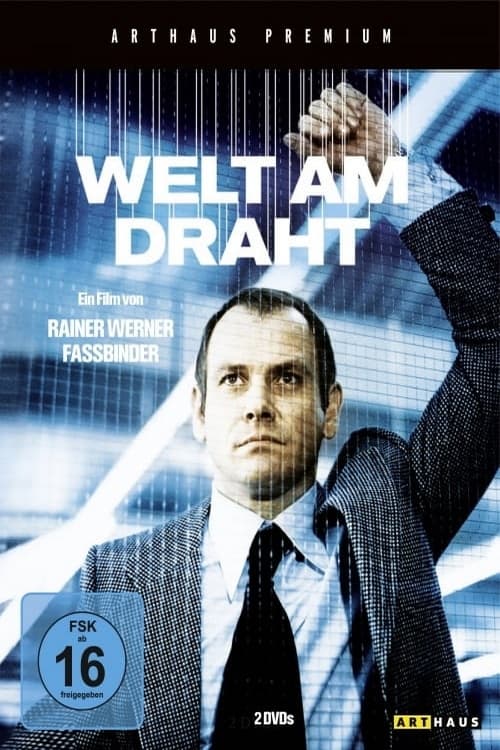 ARTHAUS PREMIUM
WELT AM
DRAHT
Ein Film von
RAINER WERNER
FASSBINDER
FSK
ab
16
freigegeben
2 DVDs
ARTHAUS